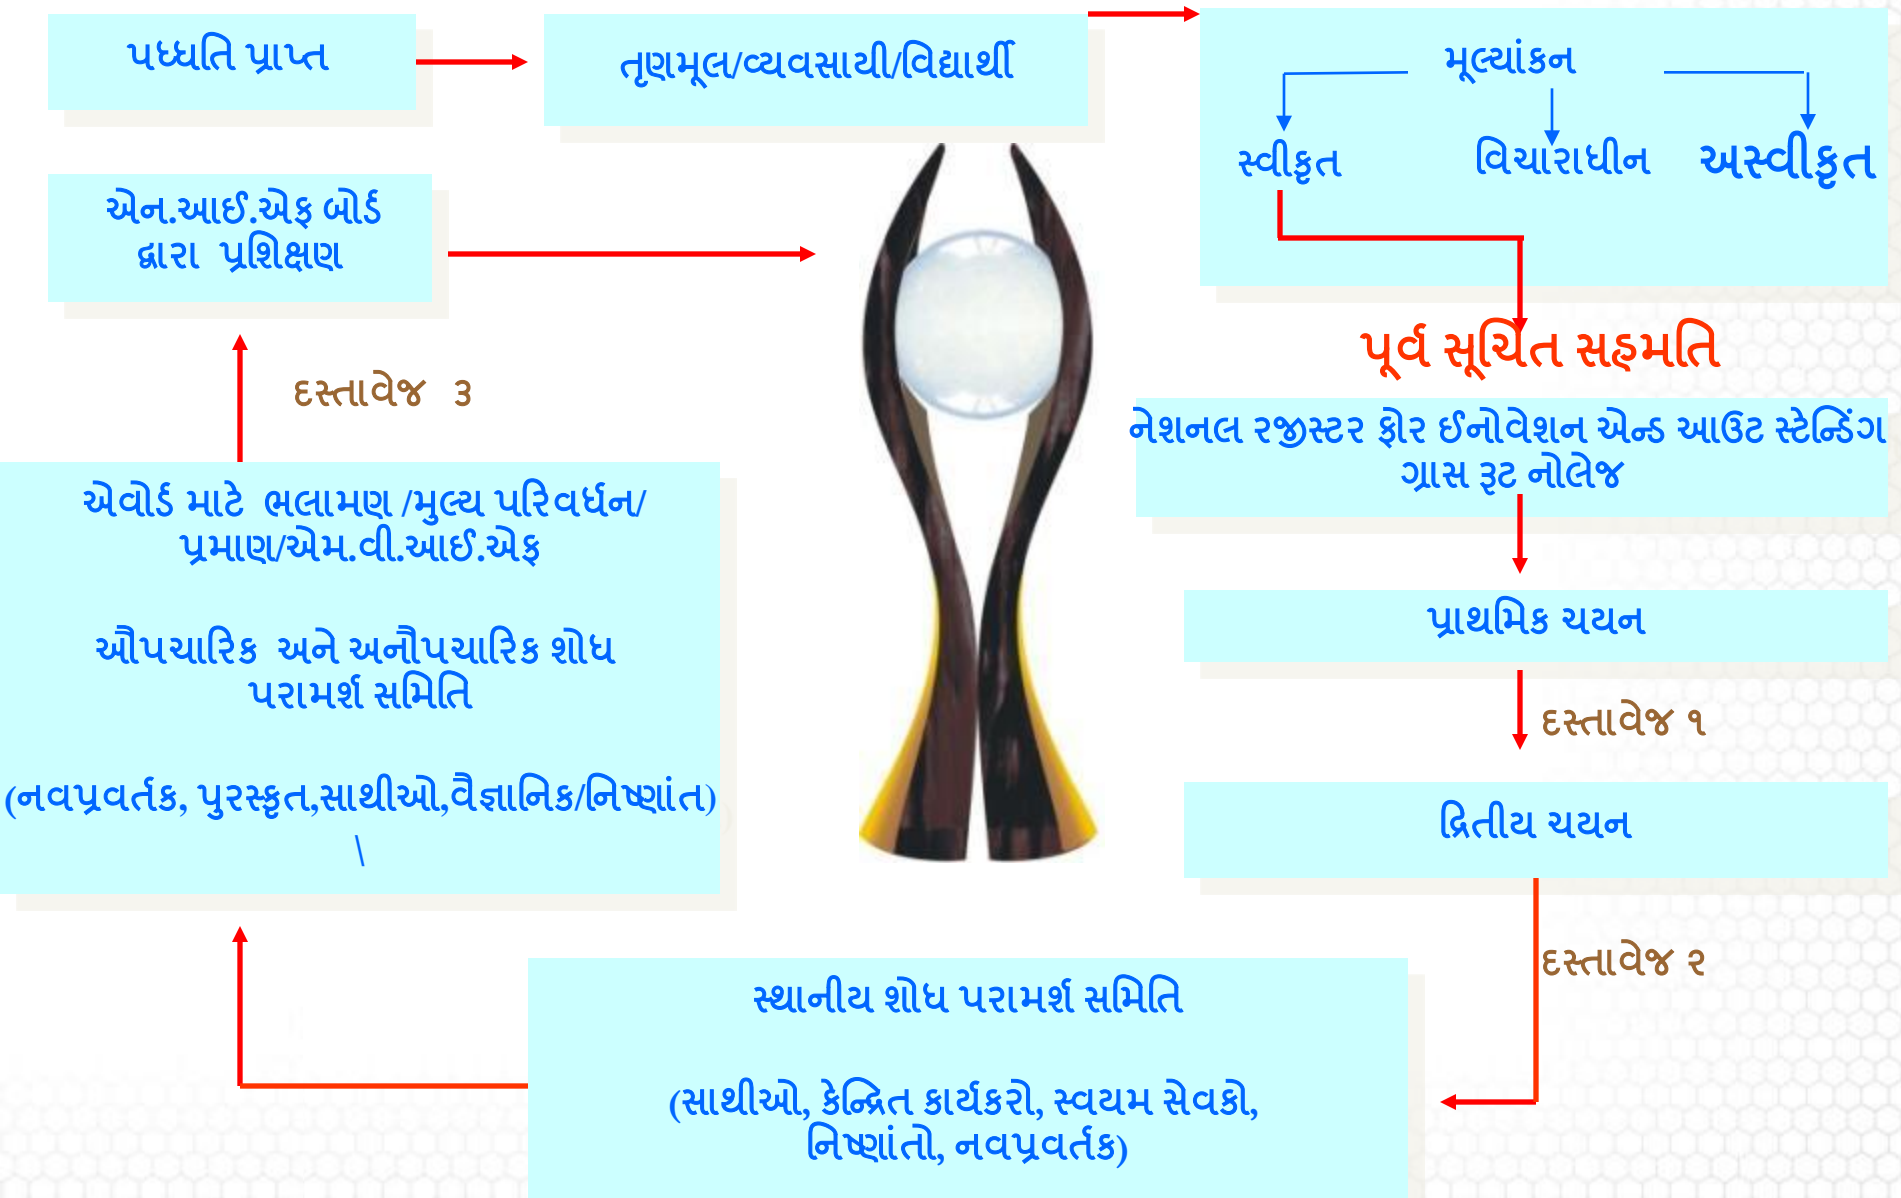 પધ્ધતિ પ્રાપ્ત
તૃણમૂલ/વ્યવસાયી/વિદ્યાર્થી
મૂલ્યાંકન
સ્વીકૃત
વિચારાધીન
અસ્વીકૃત
પૂર્વ સૂચિત સહમતિ
નેશનલ રજીસ્ટર ફોર ઈનોવેશન એન્ડ આઉટ સ્ટેન્ડિંગ
ગ્રાસ રૂટ નોલેજ
પ્રાથમિક ચયન
દસ્તાવેજ ૧
દ્રિતીય ચયન
દસ્તાવેજ ૨
સ્થાનીય શોધ પરામર્શ સમિતિ
(સાથીઓ, કેન્દ્રિત કાર્યકરો, સ્વયમ સેવકો,
નિષ્ણાંતો, નવપ્રવર્તક)
એવોર્ડ માટે ભલામણ /મુલ્ય પરિવર્ધન/
પ્રમાણ/એમ.વી.આઈ.એફ
ઔપચારિક અને અનૌપચારિક શોધ
પરામર્શ સમિતિ
(નવપ્રવર્તક, પુરસ્કૃત,સાથીઓ,વૈજ્ઞાનિક/નિષ્ણાંત)
\
દસ્તાવેજ ૩
એન.આઈ.એફ બોર્ડ
દ્વારા પ્રશિક્ષણ